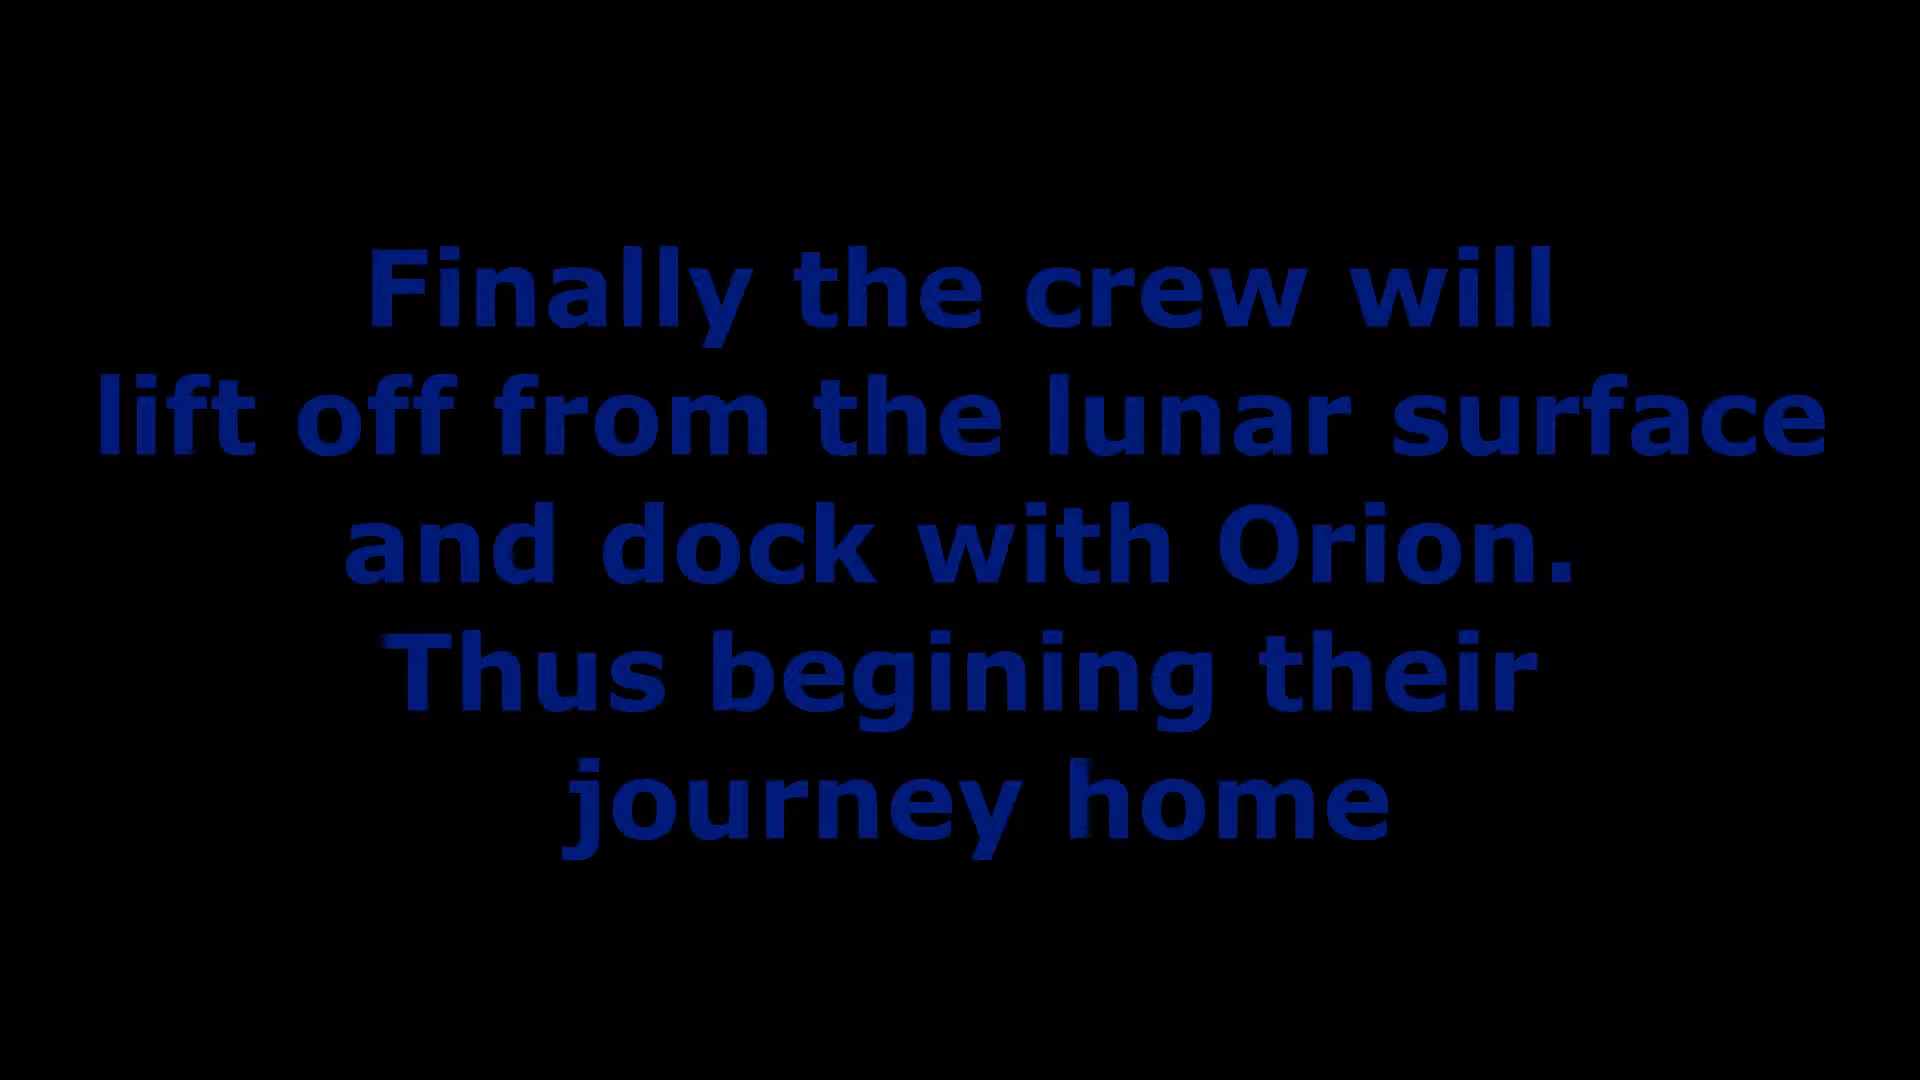 Finally the crew will
lift off from the lunar surface
and dock with Orion.
Thus begining their
journey home